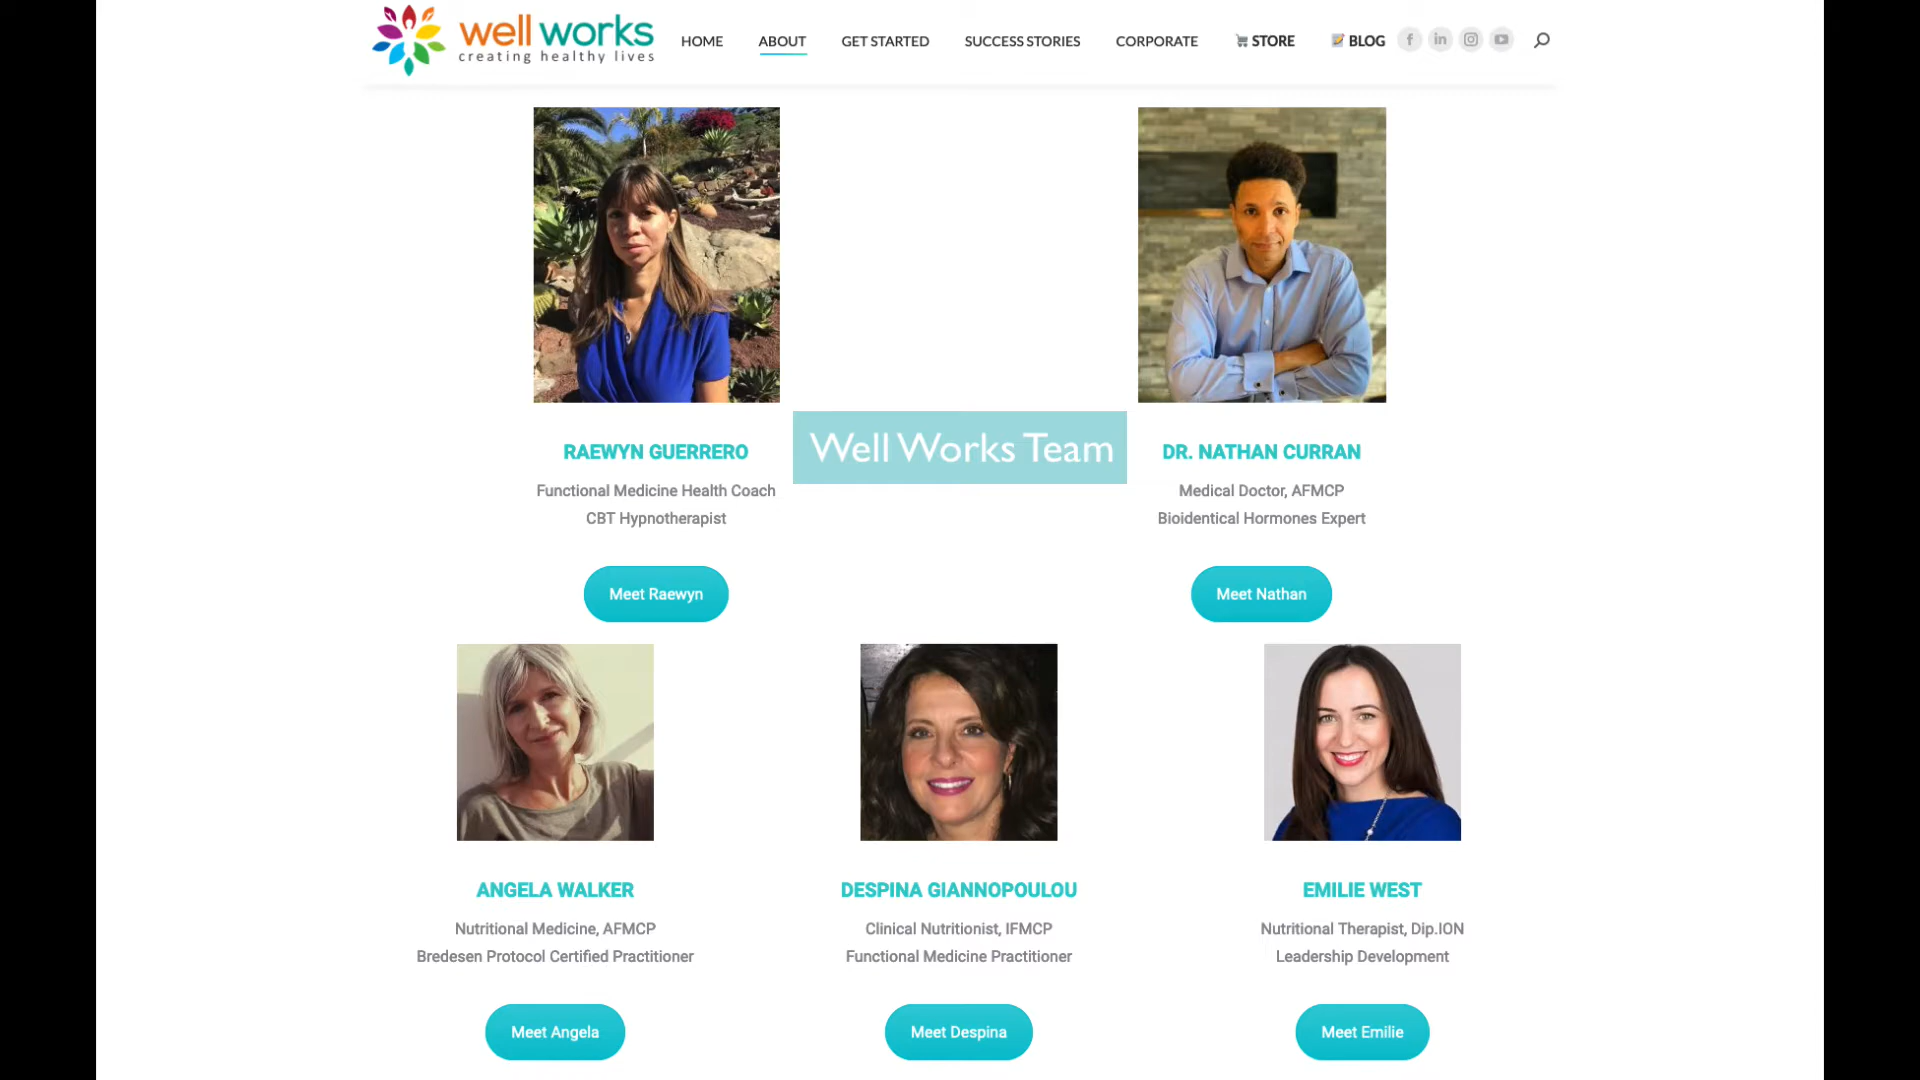 well works
creating healthy lives
HOME
ABOUT
GET STARTED
SUCCESS STORIES
CORPORATE
STORE
BLOG
Well Works Team
RAEWYN GUERRERO
Functional Medicine Health Coach
CBT Hypnotherapist
Meet Raewyn
DR. NATHAN CURRAN
Medical Doctor, AFMCP
Bioidentical Hormones Expert
Meet Nathan
ANGELA WALKER
Nutritional Medicine, AFMCP
Bredesen Protocol Certified Practitioner
Meet Angela
DESPINA GIANNOPOULOU
Clinical Nutritionist, IFMCP
Functional Medicine Practitioner
Meet Despina
EMILIE WEST
Nutritional Therapist, Dip.ION
Leadership Development
Meet Emilie